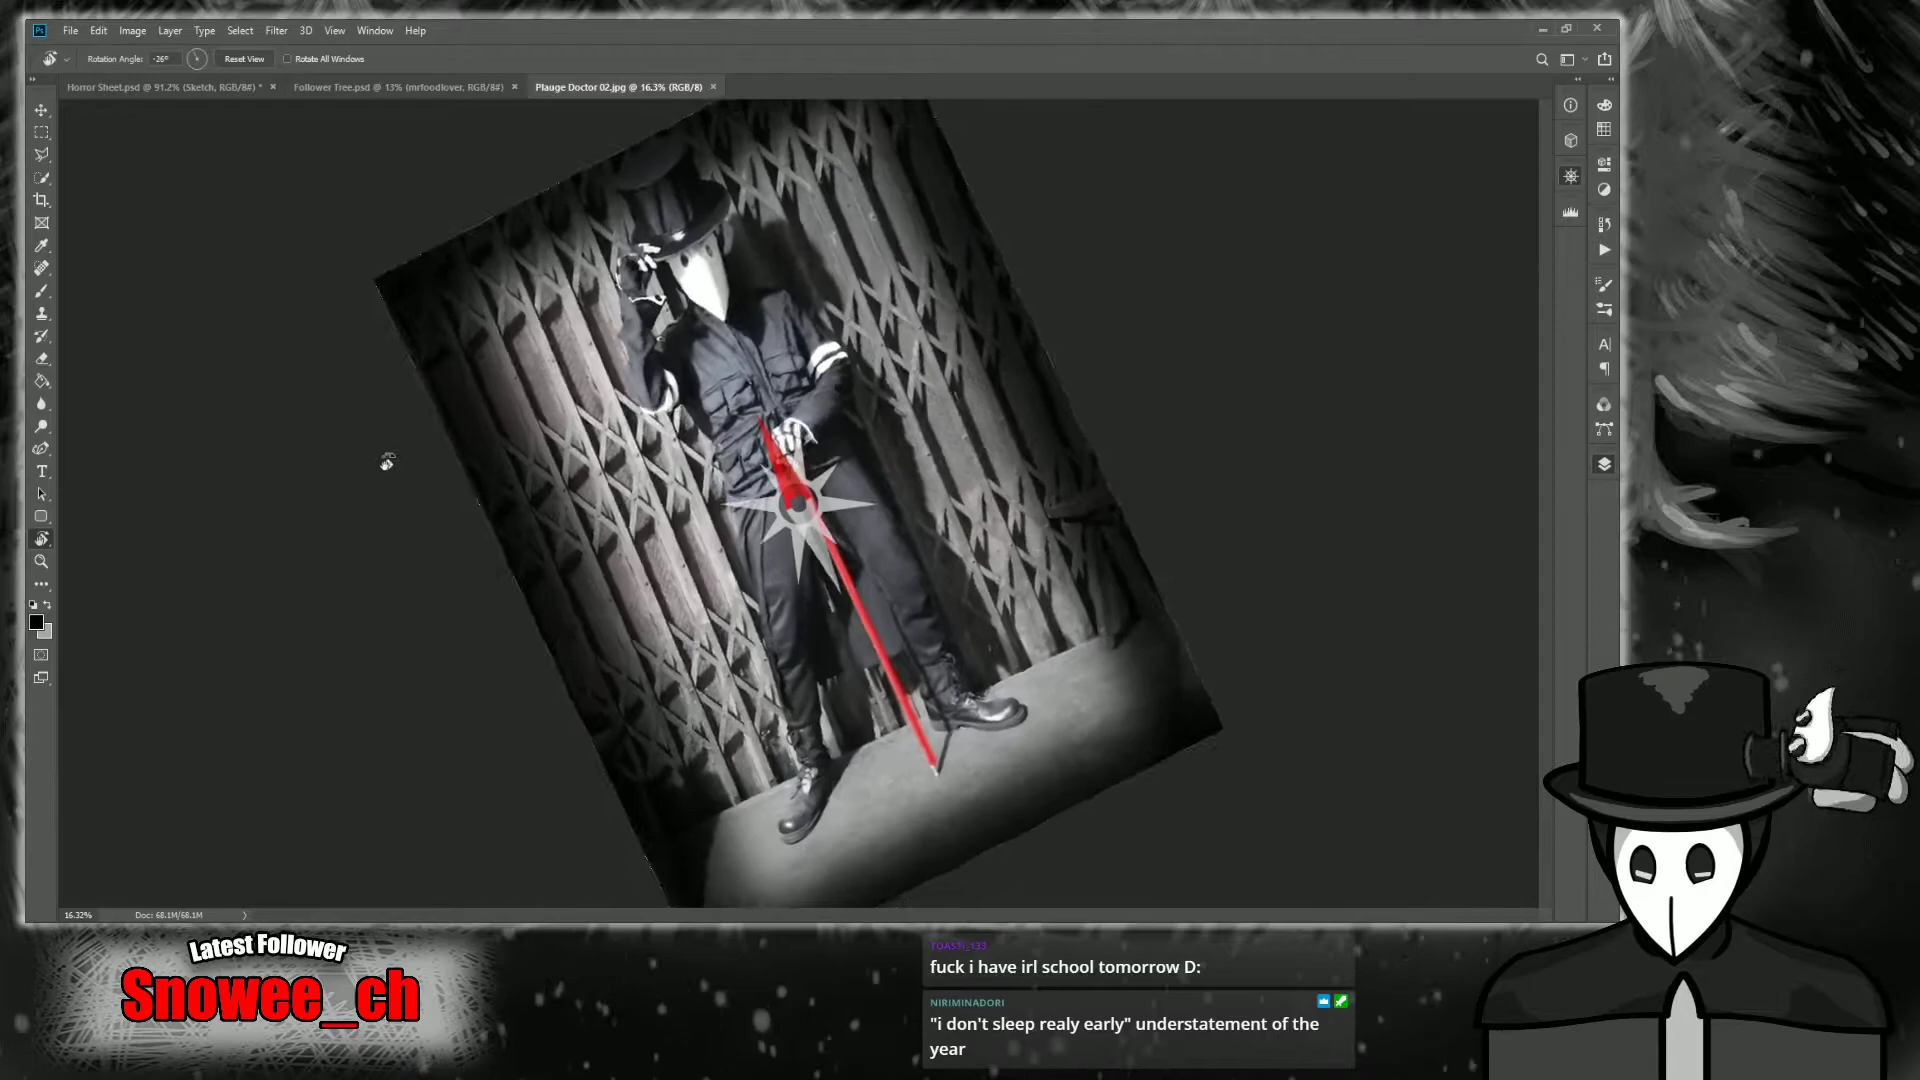 Ps File Edit Image Layer Type Select Filter 3D View Window Help
Rotation Angle: -26° Reset View Rotate All Windows
Horror Sheet.psd @ 91.2% (Sketch, RGB/8#) * × Follower Tree.psd @ 13% (mrfoodlover, RGB/8#) × Plauge Doctor 02.jpg @ 16.3% (RGB/8) ×
16.32% Doc: 68.1M/68.1M
Latest Follower
Snowee_ch
TOASTI_133
fuck i have irl school tomorrow D:
NIRIMINADORI
"i don't sleep realy early" understatement of the
year